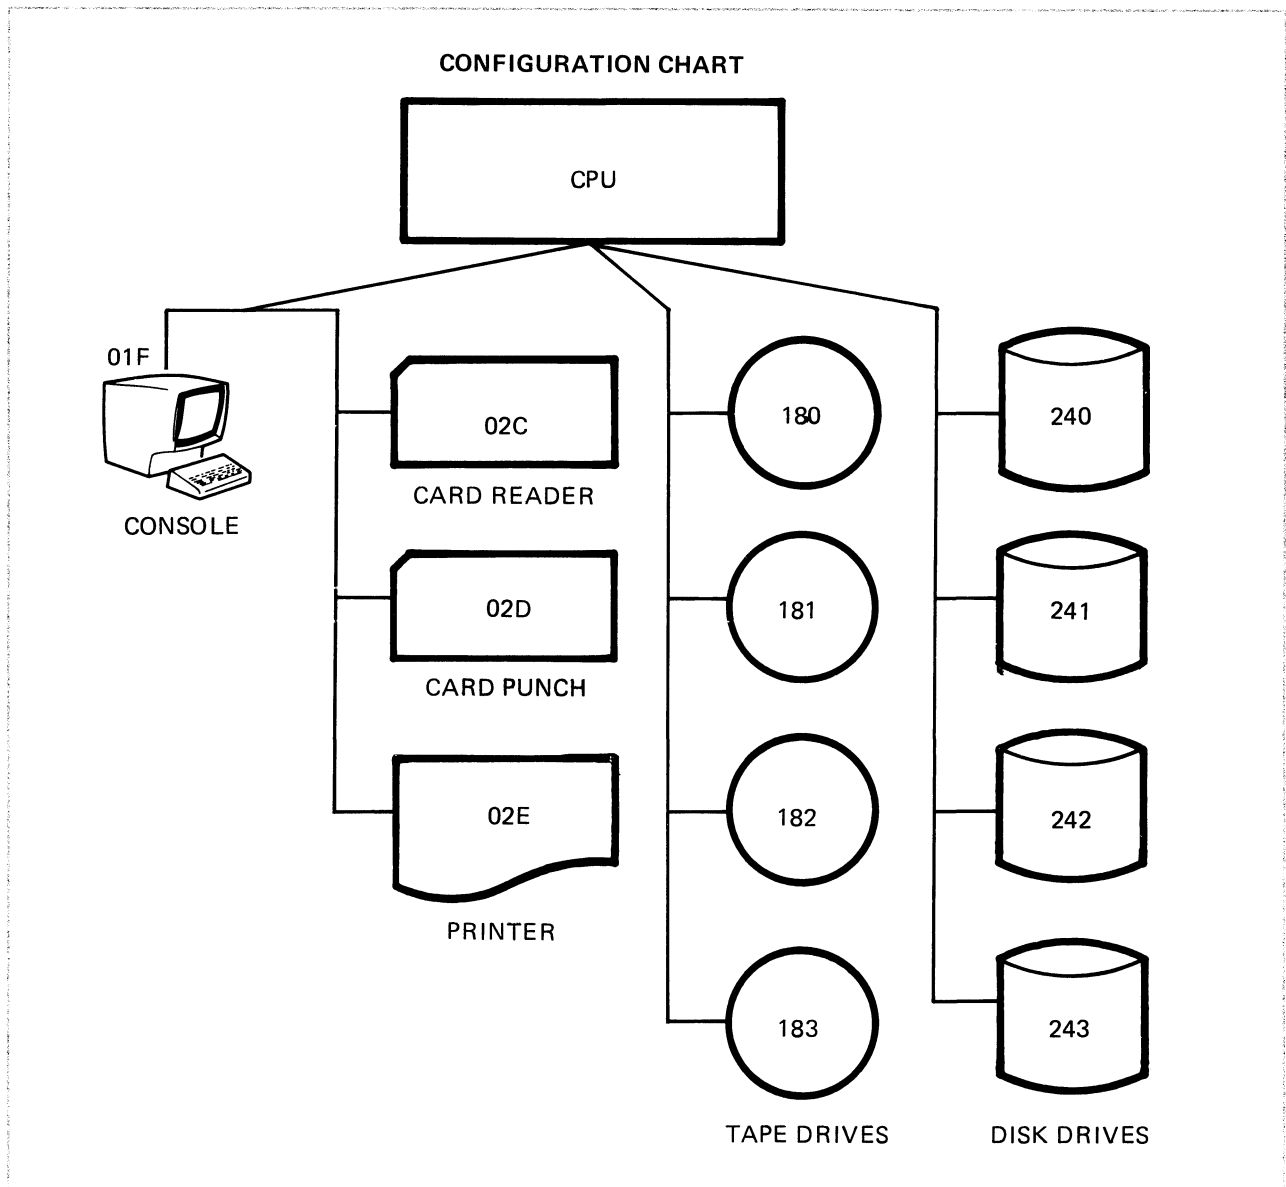 CONFIGURATION CHART
CPU
01F
CONSOLE
02C
CARD READER
02D
CARD PUNCH
02E
PRINTER
180
181
182
183
TAPE DRIVES
240
241
242
243
DISK DRIVES